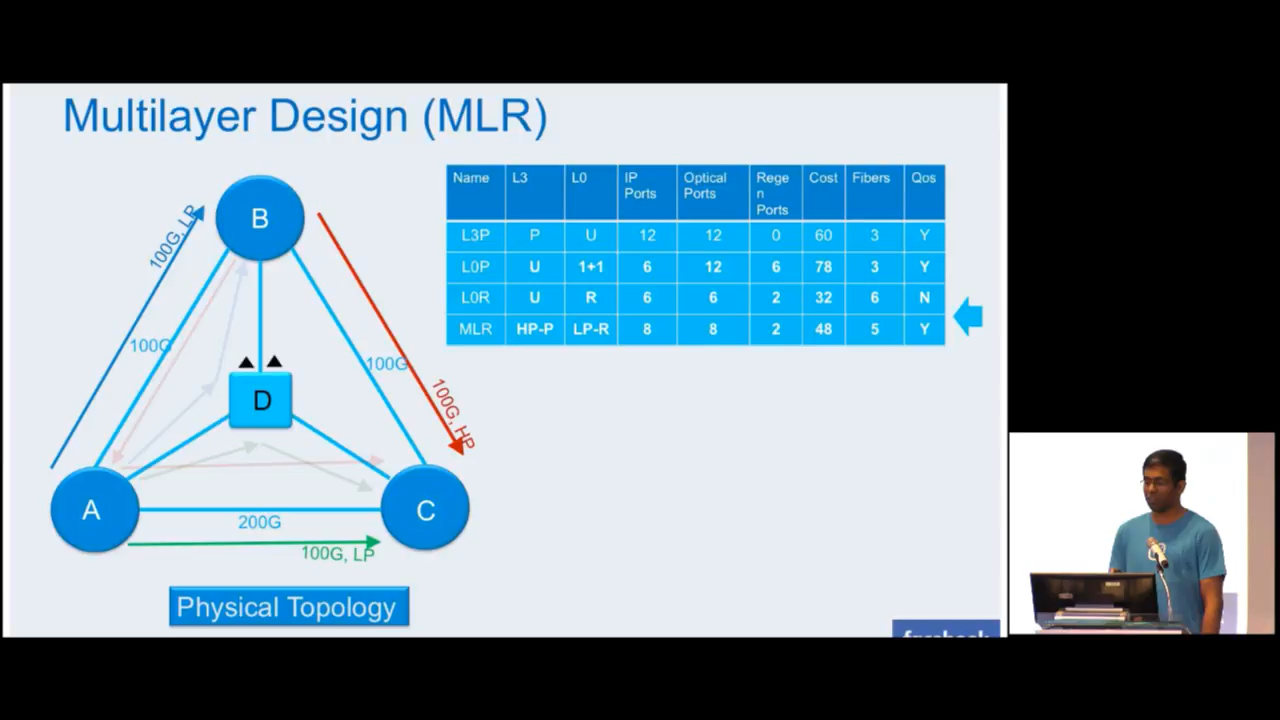 Multilayer Design (MLR)
Name L3 L0 IP Ports Optical Ports Rege n Ports Cost Fibers Qos
L3P P U 12 12 0 60 3 Y
L0P U 1+1 6 12 6 78 3 Y
L0R U R 6 6 2 32 6 N
MLR HP-P LP-R 8 8 2 48 5 Y
B
100G, LP
100G
100G
100G, HP
D
A
C
200G
100G, LP
Physical Topology
facebook